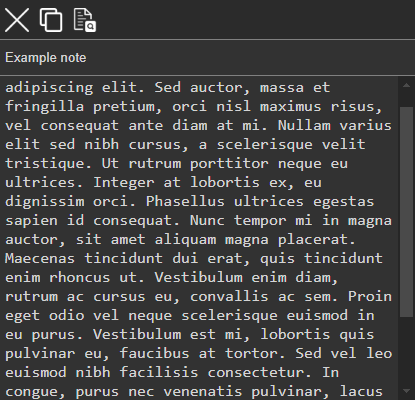 Example note
adipiscing elit. Sed auctor, massa et
fringilla pretium, orci nisl maximus risus,
vel consequat ante diam at mi. Nullam varius
elit sed nibh cursus, a scelerisque velit
tristique. Ut rutrum porttitor neque eu
ultrices. Integer at lobortis ex, eu
dignissim orci. Phasellus ultrices egestas
sapien id consequat. Nunc tempor mi in magna
auctor, sit amet aliquam magna placerat.
Maecenas tincidunt dui erat, quis tincidunt
enim rhoncus ut. Vestibulum enim diam,
rutrum ac cursus eu, convallis ac sem. Proin
eget odio vel neque scelerisque euismod in
eu purus. Vestibulum est mi, lobortis quis
pulvinar eu, faucibus at tortor. Sed vel leo
euismod nibh facilisis consectetur. In
congue, purus nec venenatis pulvinar, lacus